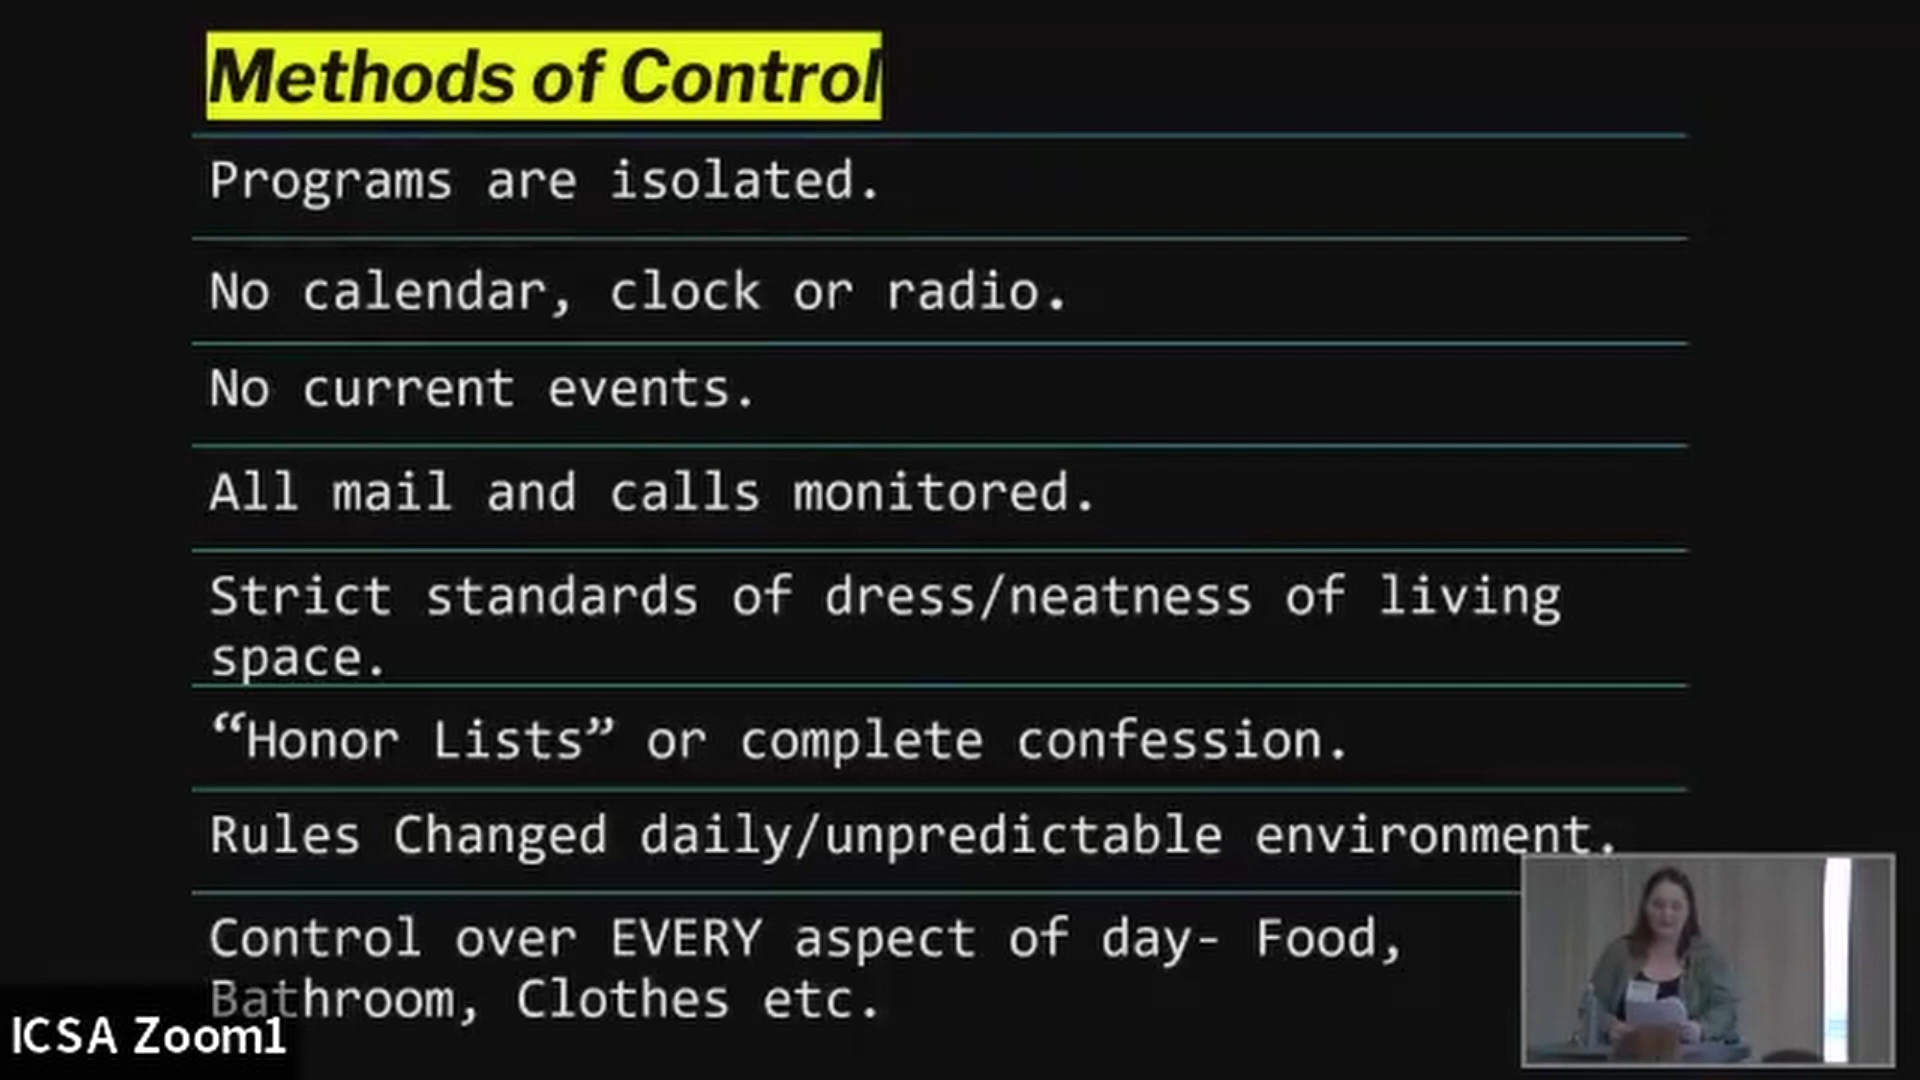 Methods of Control
Programs are isolated.
No calendar, clock or radio.
No current events.
All mail and calls monitored.
Strict standards of dress/neatness of living
space.
“Honor Lists” or complete confession.
Rules Changed daily/unpredictable environment.
Control over EVERY aspect of day- Food,
Bathroom, Clothes etc.
ICSA Zoom1